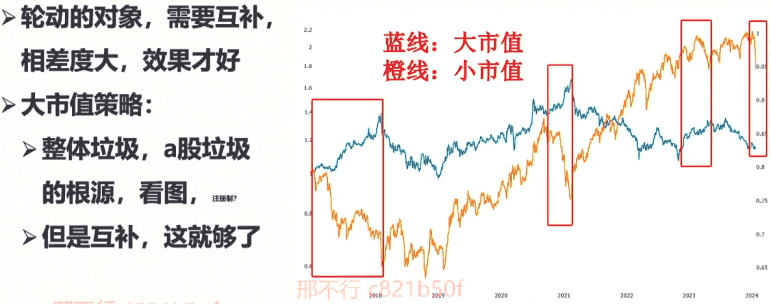 轮动的对象，需要互补，
相差度大，效果才好
大市值策略：
整体垃圾，a股垃圾
的根源，看图，注册制?
但是互补，这就够了
蓝线：大市值
橙线：小市值
2.2
2
1.8
1.6
1.4
1.2
1
0.8
0.6
1
0.95
0.9
0.85
0.8
0.75
0.7
0.65
2018
2019
2020
2021
2022
2023
2024
邢不行 c821b50f